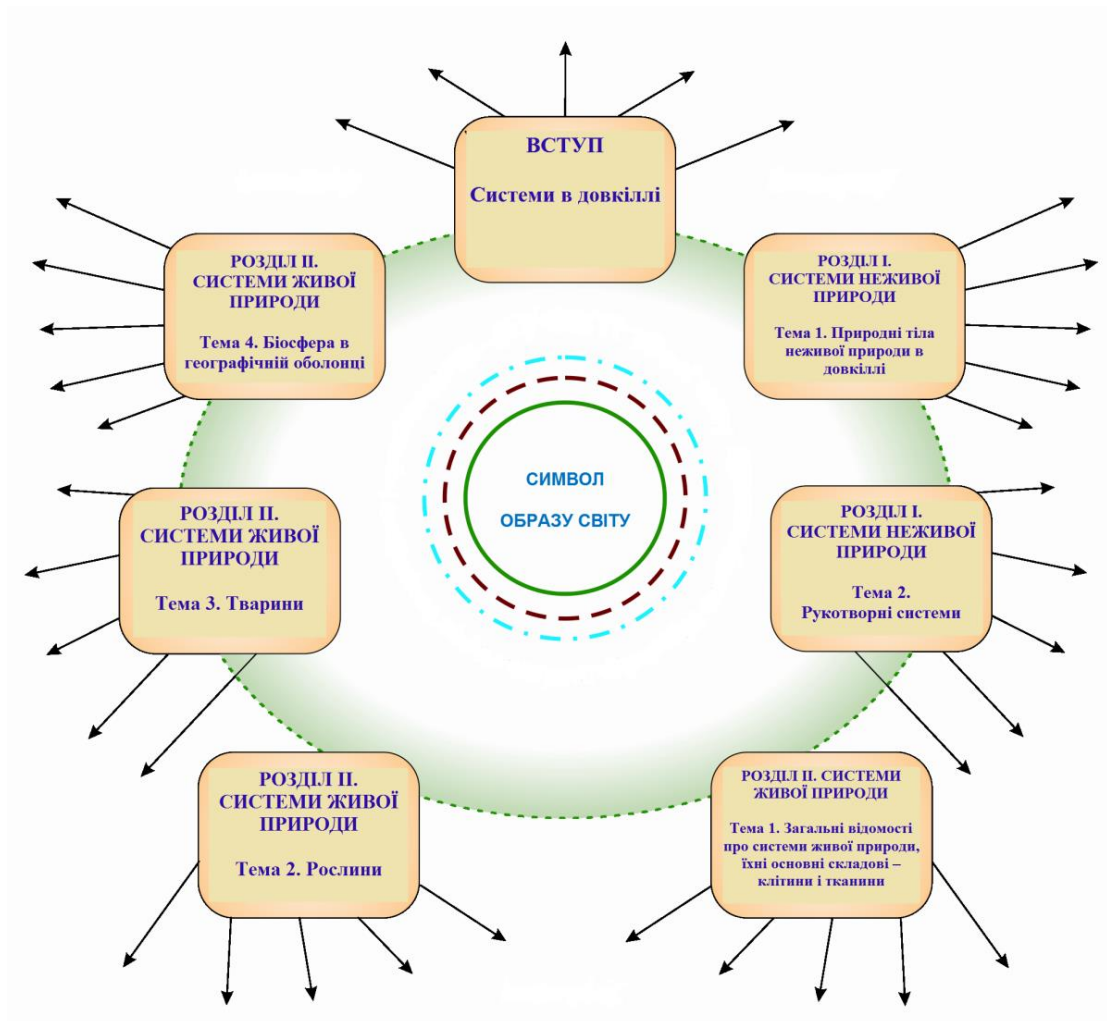 ВСТУП
Системи в довкіллі
РОЗДІЛ І.
СИСТЕМИ НЕЖИВОЇ
ПРИРОДИ
Тема 1. Природні тіла
неживої природи в
довкіллі
РОЗДІЛ І.
СИСТЕМИ НЕЖИВОЇ
ПРИРОДИ
Тема 2.
Рукотворні системи
РОЗДІЛ ІІ. СИСТЕМИ
ЖИВОЇ ПРИРОДИ
Тема 1. Загальні відомості
про системи живої природи,
їхні основні складові –
клітини і тканини
РОЗДІЛ ІІ.
СИСТЕМИ ЖИВОЇ
ПРИРОДИ
Тема 2. Рослини
РОЗДІЛ ІІ.
СИСТЕМИ ЖИВОЇ
ПРИРОДИ
Тема 3. Тварини
РОЗДІЛ ІІ.
СИСТЕМИ ЖИВОЇ
ПРИРОДИ
Тема 4. Біосфера в
географічній оболонці
СИМВОЛ
ОБРАЗУ СВІТУ